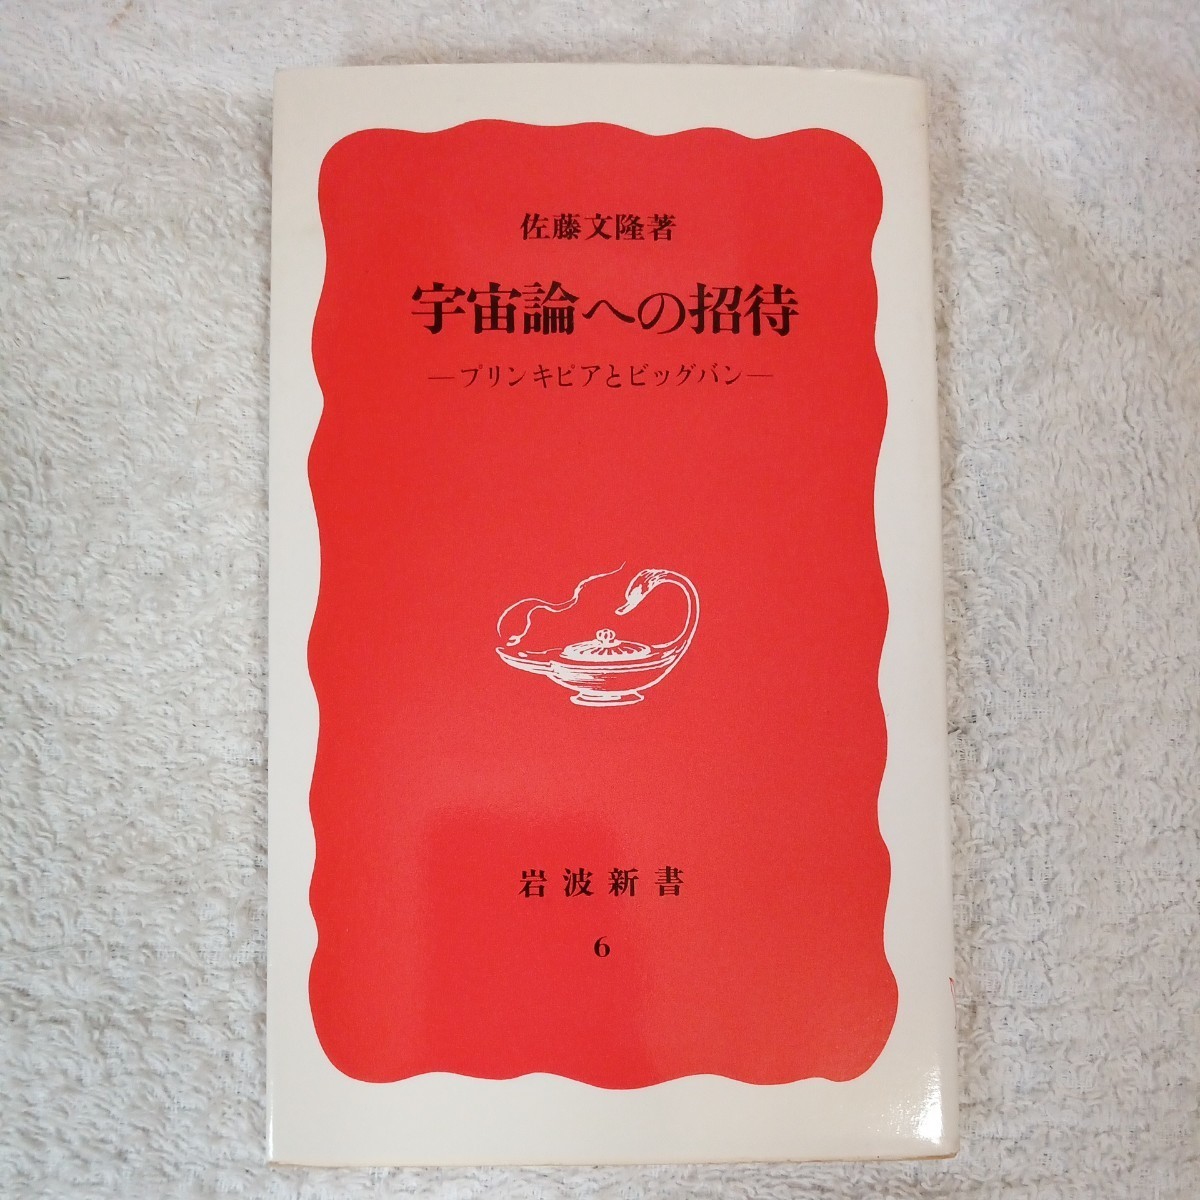 佐藤文隆著
宇宙論への招待
―プリンキピアとビッグバン―
岩波新書
6